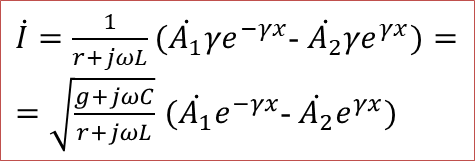 İ = 1/(r+jωL) (Ȧ₁γe^(-γx) - Ȧ₂γe^(γx)) =
= √((g+jωC)/(r+jωL)) (Ȧ₁e^(-γx) - Ȧ₂e^(γx))